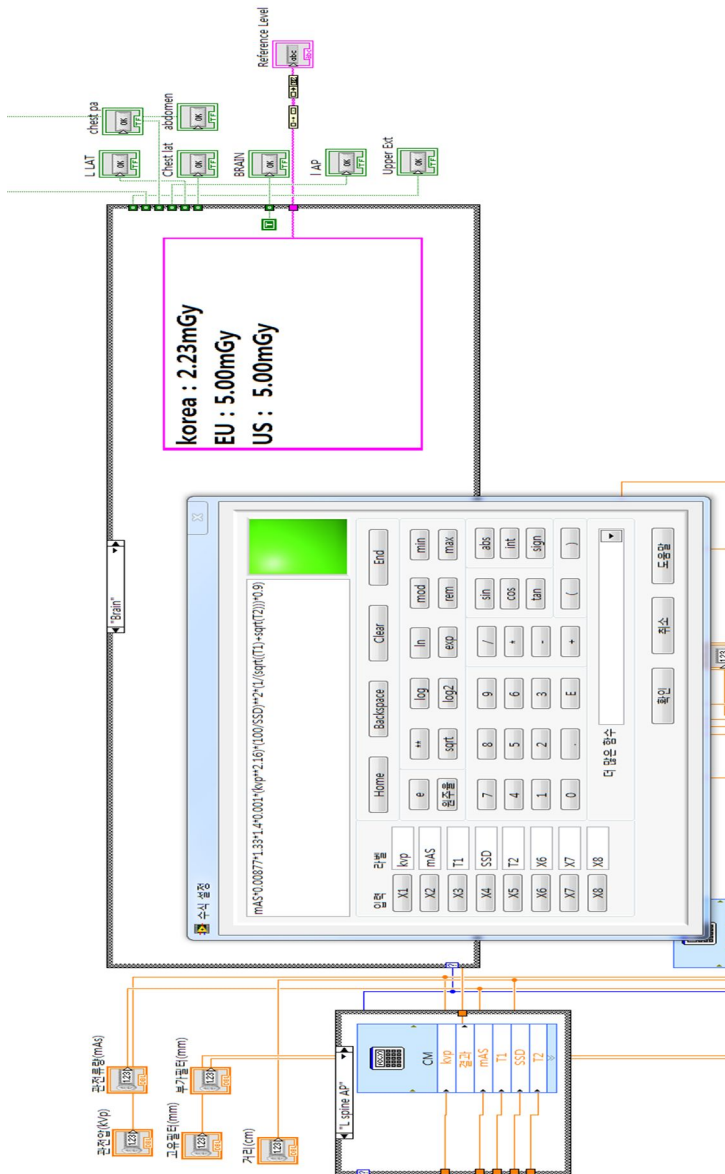 관전압(kVp)
관전류량(mAs)
고유필터(mm)
부가필터(mm)
거리(cm)
"Brain"
chest pa
L LAT
abdomen
Chest lat
BRAIN
Reference Level
I AP
Upper Ext
korea : 2.23mGy
EU : 5.00mGy
US : 5.00mGy
"L spine AP"
CM
kvp
결과
mAS
T1
SSD
T2
수식 설정
mAS*0.00877*1.33*1.4*0.001*(kvp**2.16)*(100/SSD)**2*(1/(sqrt((T1)+sqrt(T2)))*0.9)
입력 라벨
X1 kvp
X2 mAS
X3 T1
X4 SSD
X5 T2
X6 X6
X7 X7
X8 X8
Home Backspace Clear End
e ** log ln mod min
원주율 sqrt log2 exp rem max
7 8 9 / sin abs
4 5 6 * cos int
1 2 3 - tan sign
0 . E + ( )
더 많은 함수
확인 취소 도움말